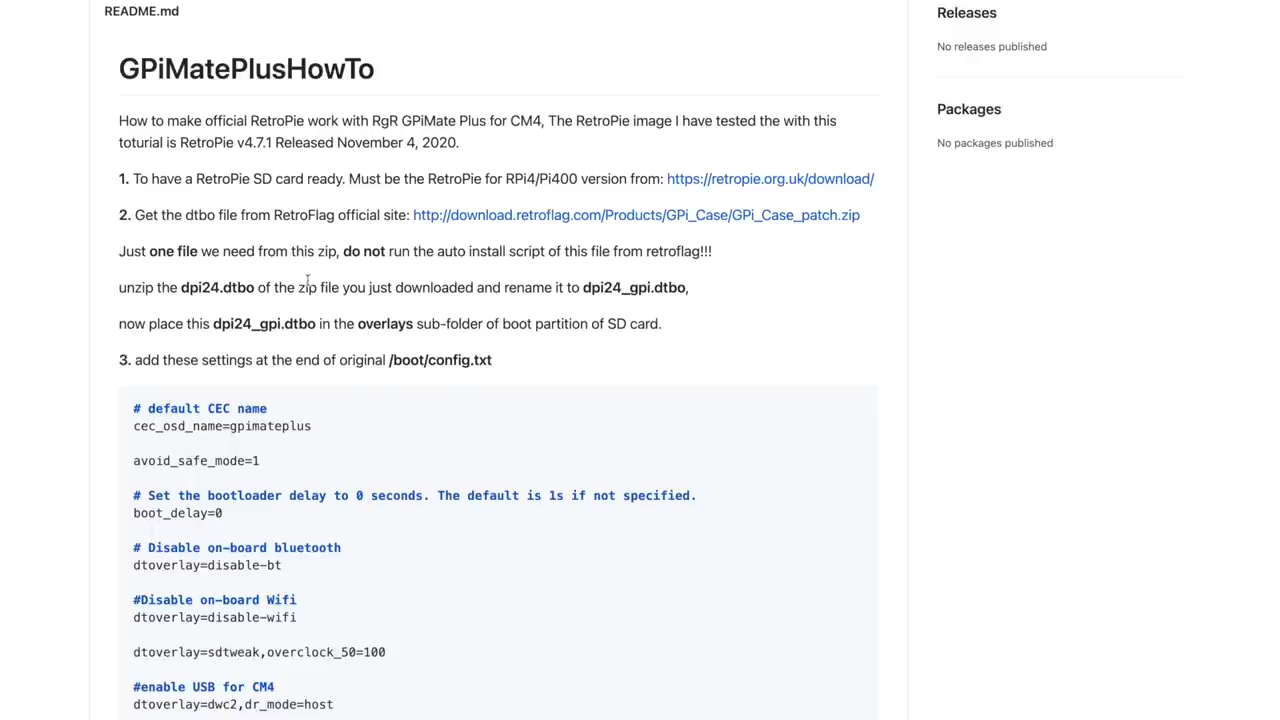 README.md
GPiMatePlusHowTo
How to make official RetroPie work with RgR GPiMate Plus for CM4, The RetroPie image I have tested the with this
toturial is RetroPie v4.7.1 Released November 4, 2020.
1. To have a RetroPie SD card ready. Must be the RetroPie for RPi4/Pi400 version from: https://retropie.org.uk/download/
2. Get the dtbo file from RetroFlag official site: http://download.retroflag.com/Products/GPi_Case/GPi_Case_patch.zip
Just one file we need from this zip, do not run the auto install script of this file from retroflag!!!
unzip the dpi24.dtbo of the zip file you just downloaded and rename it to dpi24_gpi.dtbo,
now place this dpi24_gpi.dtbo in the overlays sub-folder of boot partition of SD card.
3. add these settings at the end of original /boot/config.txt
# default CEC name
cec_osd_name=gpimateplus
avoid_safe_mode=1
# Set the bootloader delay to 0 seconds. The default is 1s if not specified.
boot_delay=0
# Disable on-board bluetooth
dtoverlay=disable-bt
#Disable on-board Wifi
dtoverlay=disable-wifi
dtoverlay=sdtweak,overclock_50=100
#enable USB for CM4
dtoverlay=dwc2,dr_mode=host
Releases
No releases published
Packages
No packages published